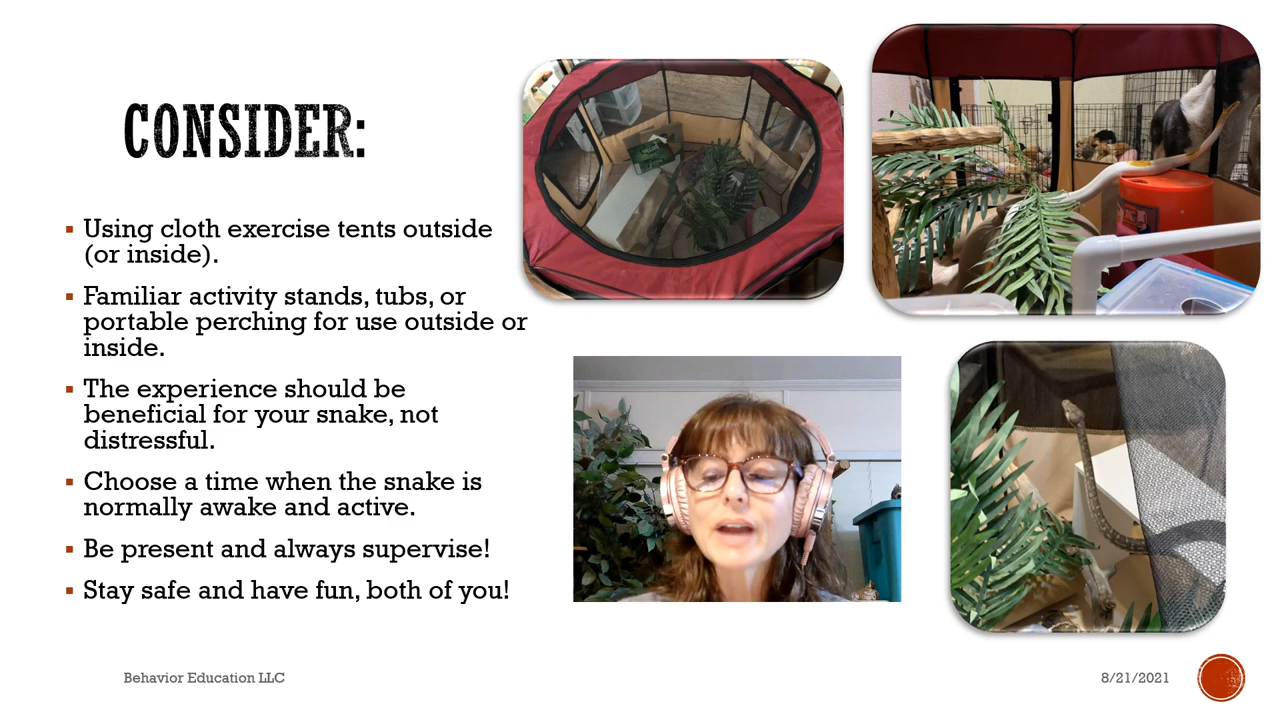 CONSIDER:
Using cloth exercise tents outside
(or inside).
Familiar activity stands, tubs, or
portable perching for use outside or
inside.
The experience should be
beneficial for your snake, not
distressful.
Choose a time when the snake is
normally awake and active.
Be present and always supervise!
Stay safe and have fun, both of you!
Behavior Education LLC
8/21/2021